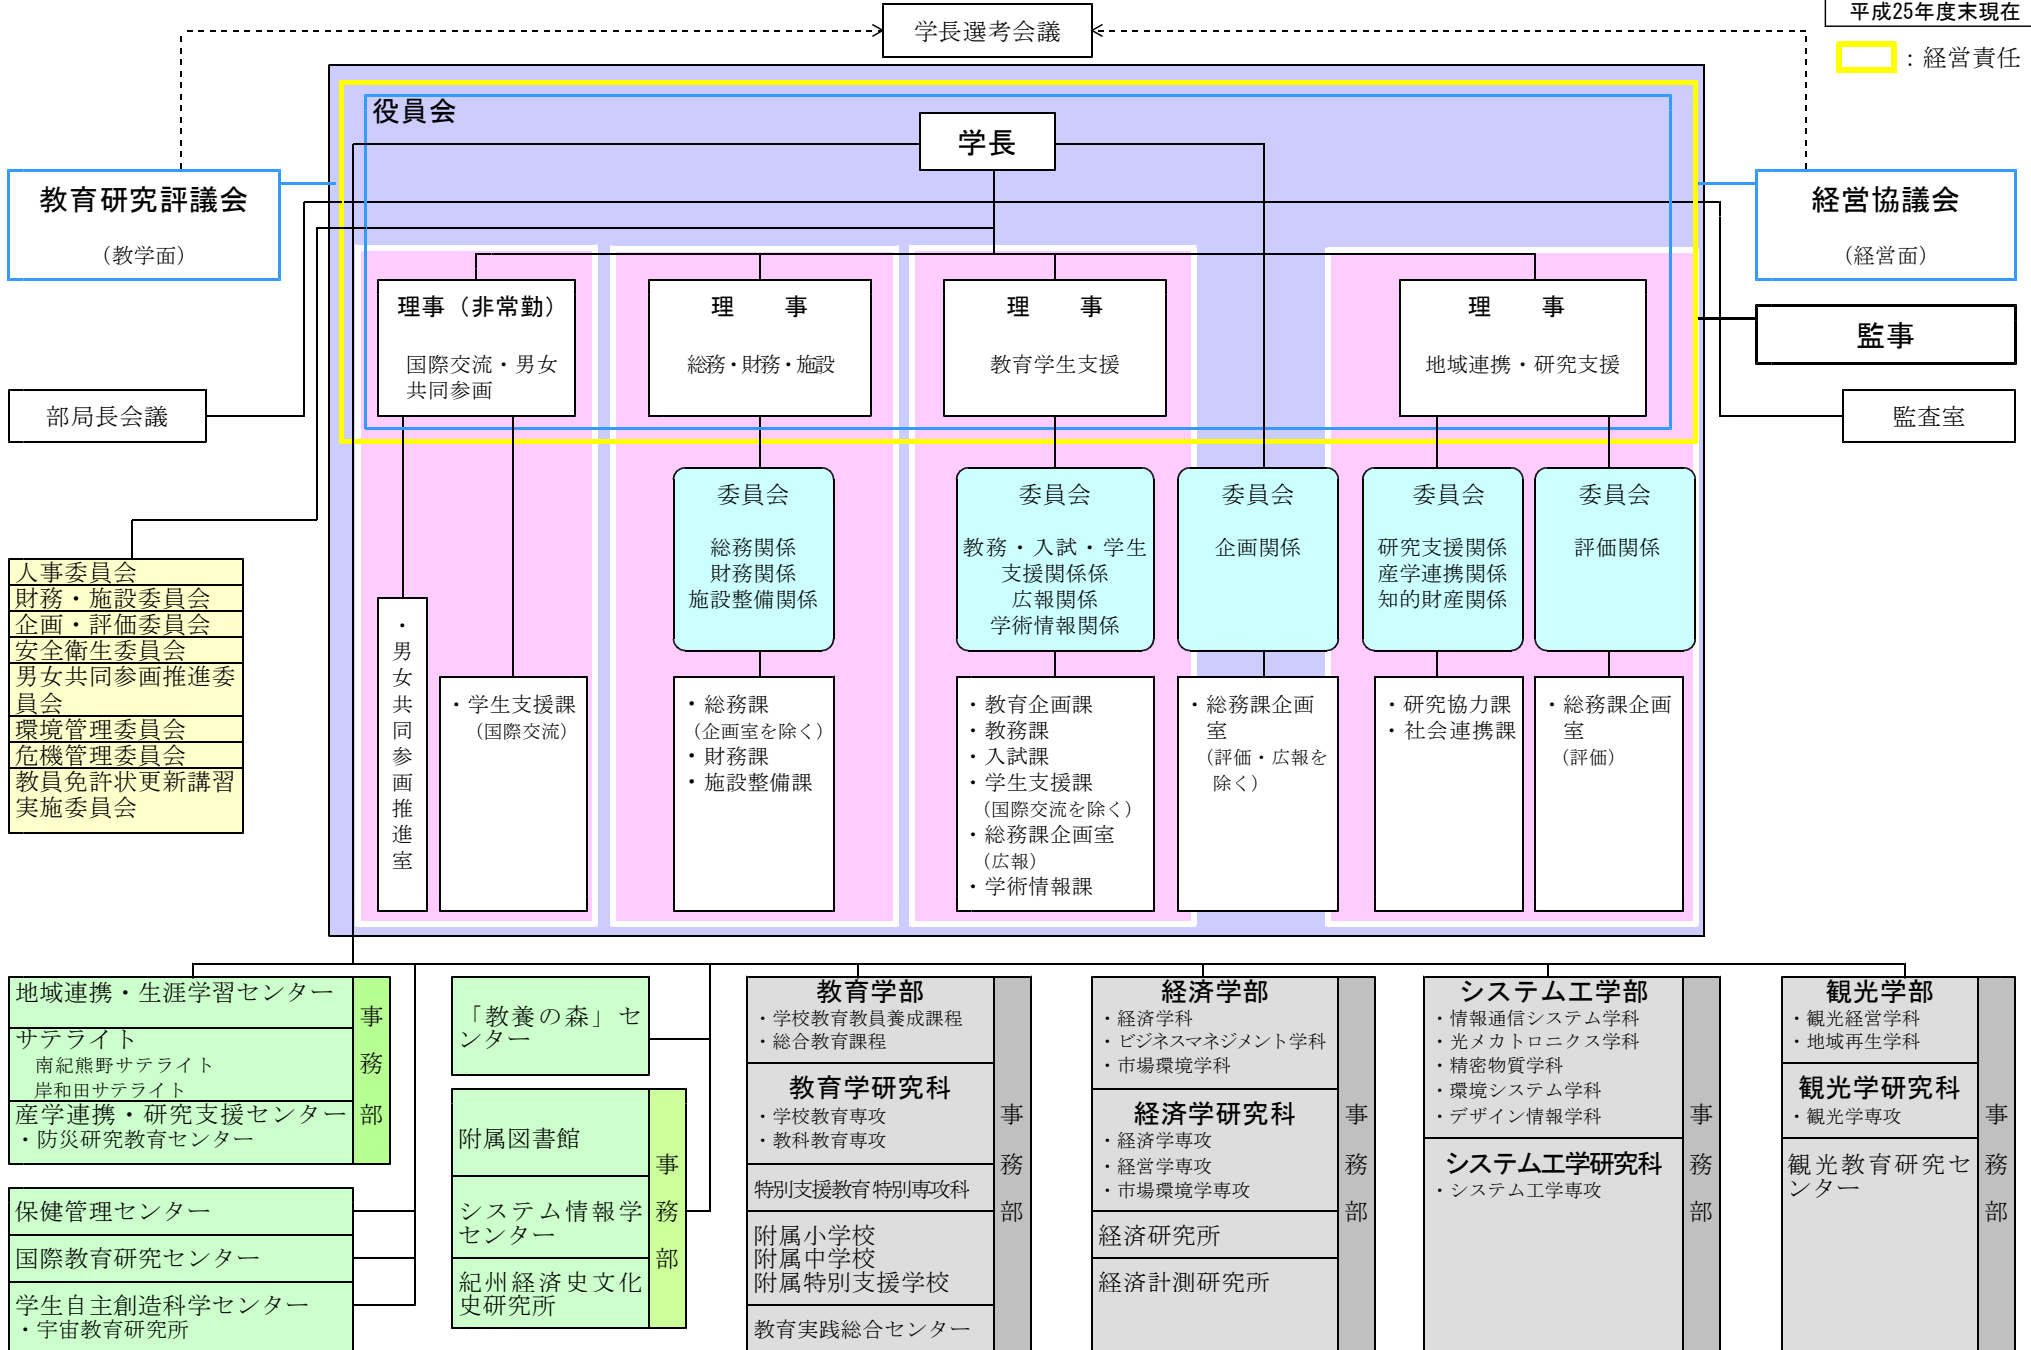 平成25年度末現在
学長選考会議
：経営責任
役員会
学長
教育研究評議会
（教学面）
経営協議会
（経営面）
理事（非常勤）
国際交流・男女
共同参画
理　事
総務・財務・施設
理　事
教育学生支援
理　事
地域連携・研究支援
監事
部局長会議
監査室
委員会
総務関係
財務関係
施設整備関係
委員会
教務・入試・学生
支援関係係
広報関係
学術情報関係
委員会
企画関係
委員会
研究支援関係
産学連携関係
知的財産関係
委員会
評価関係
人事委員会
財務・施設委員会
企画・評価委員会
安全衛生委員会
男女共同参画推進委
員会
環境管理委員会
危機管理委員会
教員免許状更新講習
実施委員会
・男女共同参画推進室
・学生支援課
（国際交流）
・総務課
（企画室を除く）
・財務課
・施設整備課
・教育企画課
・教務課
・入試課
・学生支援課
（国際交流を除く）
・総務課企画室
（広報）
・学術情報課
・総務課企画
室
（評価・広報を
除く）
・研究協力課
・社会連携課
・総務課企画
室
（評価）
地域連携・生涯学習センター
サテライト
南紀熊野サテライト
岸和田サテライト
産学連携・研究支援センター
・防災研究教育センター
事務部
保健管理センター
国際教育研究センター
学生自主創造科学センター
・宇宙教育研究所
「教養の森」セ
ンター
附属図書館
システム情報学
センター
紀州経済史文化
史研究所
事務部
教育学部
・学校教育教員養成課程
・総合教育課程
教育学研究科
・学校教育専攻
・教科教育専攻
特別支援教育特別専攻科
附属小学校
附属中学校
附属特別支援学校
教育実践総合センター
事務部
経済学部
・経済学科
・ビジネスマネジメント学科
・市場環境学科
経済学研究科
・経済学専攻
・経営学専攻
・市場環境学専攻
経済研究所
経済計測研究所
事務部
システム工学部
・情報通信システム学科
・光メカトロニクス学科
・精密物質学科
・環境システム学科
・デザイン情報学科
システム工学研究科
・システム工学専攻
事務部
観光学部
・観光経営学科
・地域再生学科
観光学研究科
・観光学専攻
観光教育研究セ
ンター
事務部